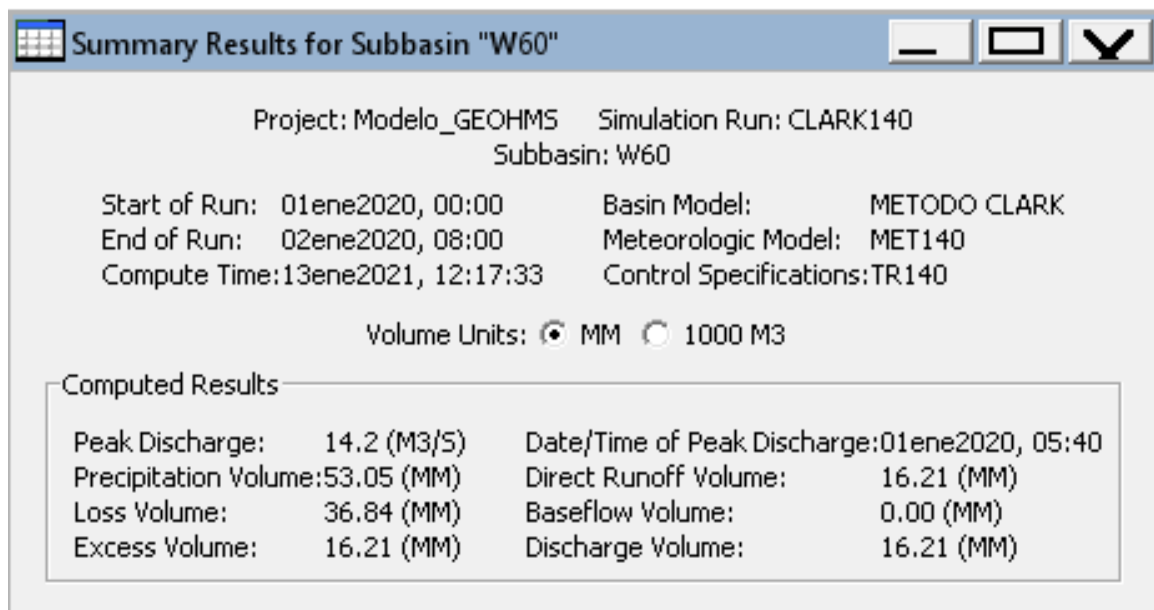 Summary Results for Subbasin "W60"
Project: Modelo_GEOHMS Simulation Run: CLARK140
Subbasin: W60
Start of Run: 01ene2020, 00:00 Basin Model: METODO CLARK
End of Run: 02ene2020, 08:00 Meteorologic Model: MET140
Compute Time:13ene2021, 12:17:33 Control Specifications:TR140
Volume Units: MM 1000 M3
Computed Results
Peak Discharge: 14.2 (M3/S) Date/Time of Peak Discharge:01ene2020, 05:40
Precipitation Volume:53.05 (MM) Direct Runoff Volume: 16.21 (MM)
Loss Volume: 36.84 (MM) Baseflow Volume: 0.00 (MM)
Excess Volume: 16.21 (MM) Discharge Volume: 16.21 (MM)